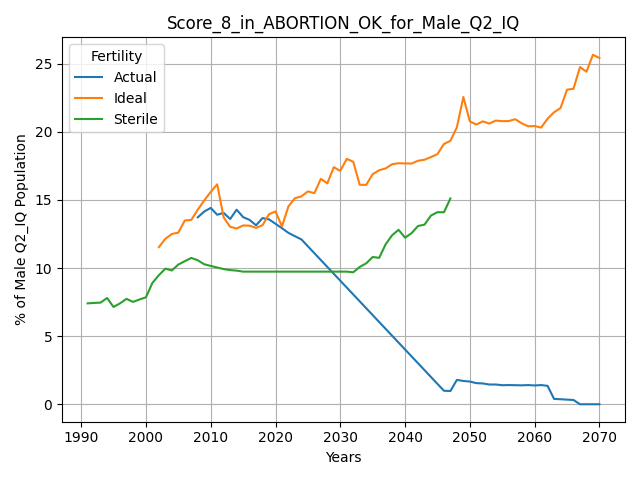 Score_8_in_ABORTION_OK_for_Male_Q2_IQ
Fertility
Actual
Ideal
Sterile
% of Male Q2_IQ Population
25
20
15
10
5
0
1990 2000 2010 2020 2030 2040 2050 2060 2070
Years